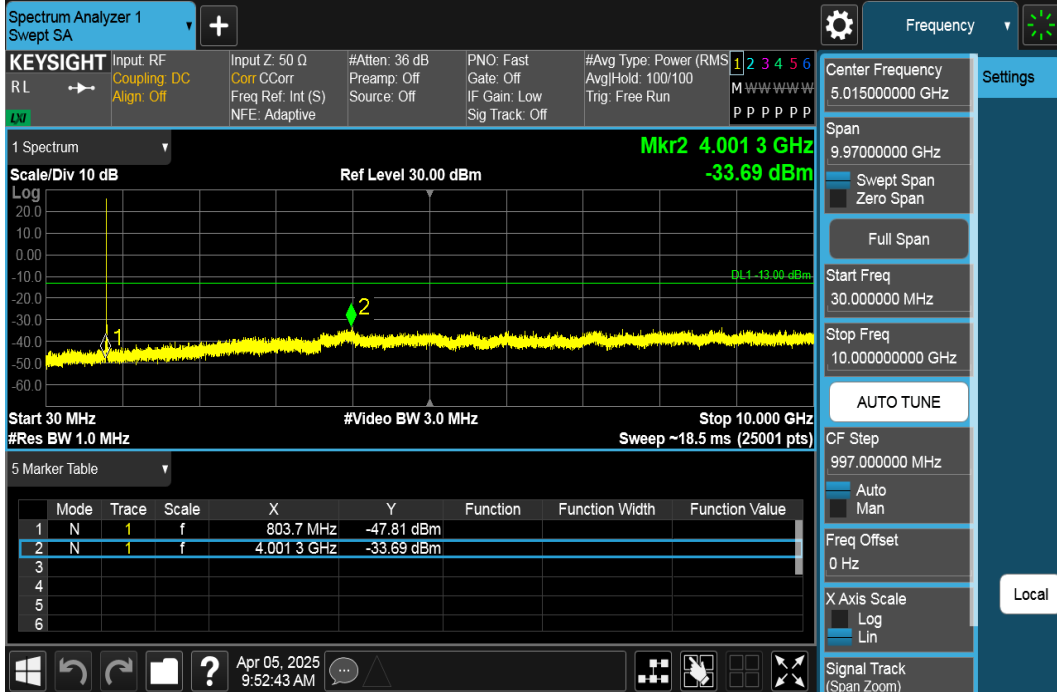 Spectrum Analyzer 1
Swept SA
+
Frequency
KEYSIGHT
R L
LXI
Input: RF
Coupling: DC
Align: Off
Input Z: 50 Ω
Corr CCorr
Freq Ref: Int (S)
NFE: Adaptive
#Atten: 36 dB
Preamp: Off
Source: Off
PNO: Fast
Gate: Off
IF Gain: Low
Sig Track: Off
#Avg Type: Power (RMS
Avg|Hold: 100/100
Trig: Free Run
1 2 3 4 5 6
M W W W W W
P P P P P P
1 Spectrum
Mkr2 4.001 3 GHz
-33.69 dBm
Scale/Div 10 dB
Ref Level 30.00 dBm
Log
20.0
10.0
0.00
-10.0
-20.0
-30.0
-40.0
-50.0
-60.0
DL1 -13.00 dBm
1
2
Start 30 MHz
#Video BW 3.0 MHz
Stop 10.000 GHz
#Res BW 1.0 MHz
Sweep ~18.5 ms (25001 pts)
5 Marker Table
Mode Trace Scale X Y Function Function Width Function Value
1 N 1 f 803.7 MHz -47.81 dBm
2 N 1 f 4.001 3 GHz -33.69 dBm
3
4
5
6
?
Apr 05, 2025
9:52:43 AM
Center Frequency
5.015000000 GHz
Span
9.97000000 GHz
Swept Span
Zero Span
Full Span
Start Freq
30.000000 MHz
Stop Freq
10.000000000 GHz
AUTO TUNE
CF Step
997.000000 MHz
Auto
Man
Freq Offset
0 Hz
X Axis Scale
Log
Lin
Signal Track
(Span Zoom)
Settings
Local